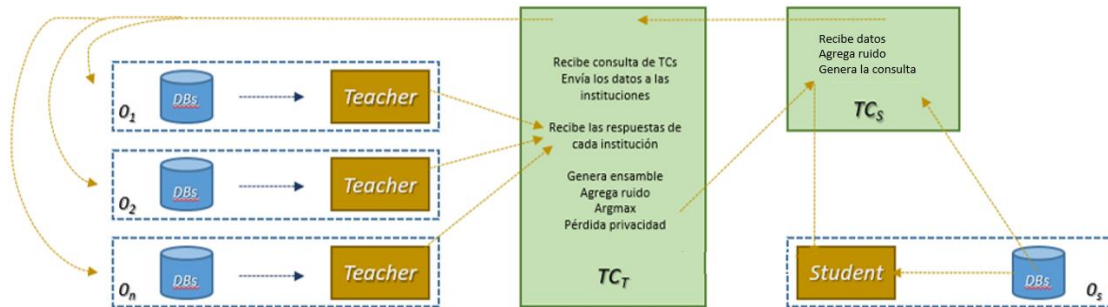 O1
DBs
Teacher
O2
DBs
Teacher
On
DBs
Teacher
Recibe consulta de TCs
Envía los datos a las
instituciones
Recibe las respuestas de
cada institución
Genera ensamble
Agrega ruido
Argmax
Pérdida privacidad
TCT
Recibe datos
Agrega ruido
Genera la consulta
TCS
Student
DBs
Os